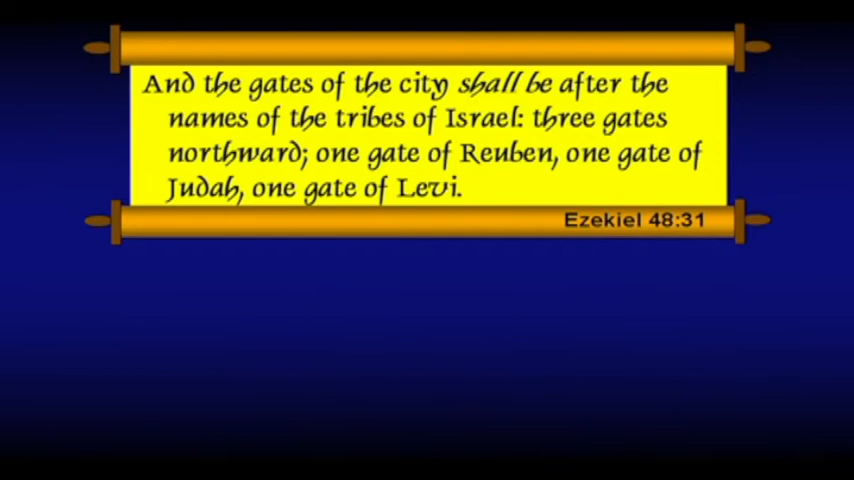 And the gates of the city shall be after the
names of the tribes of Israel: three gates
northward; one gate of Reuben, one gate of
Judah, one gate of Levi.
Ezekiel 48:31